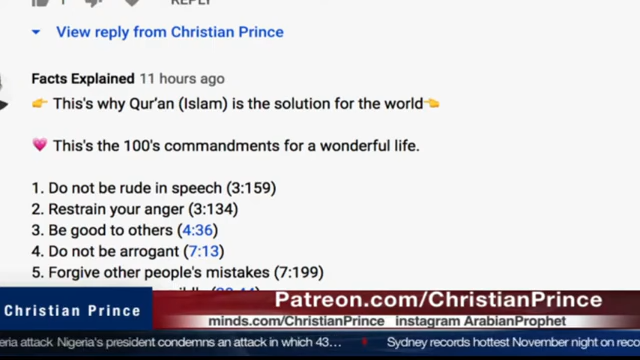 REPLY
View reply from Christian Prince
Facts Explained 11 hours ago
👉 This's why Qur'an (Islam) is the solution for the world👈
💗 This's the 100's commandments for a wonderful life.
1. Do not be rude in speech (3:159)
2. Restrain your anger (3:134)
3. Be good to others (4:36)
4. Do not be arrogant (7:13)
5. Forgive other people's mistakes (7:199)
Christian Prince
Patreon.com/ChristianPrince
minds.com/ChristianPrince instagram ArabianProphet
eria attack Nigeria's president condemns an attack in which 43... Sydney records hottest November night on reco